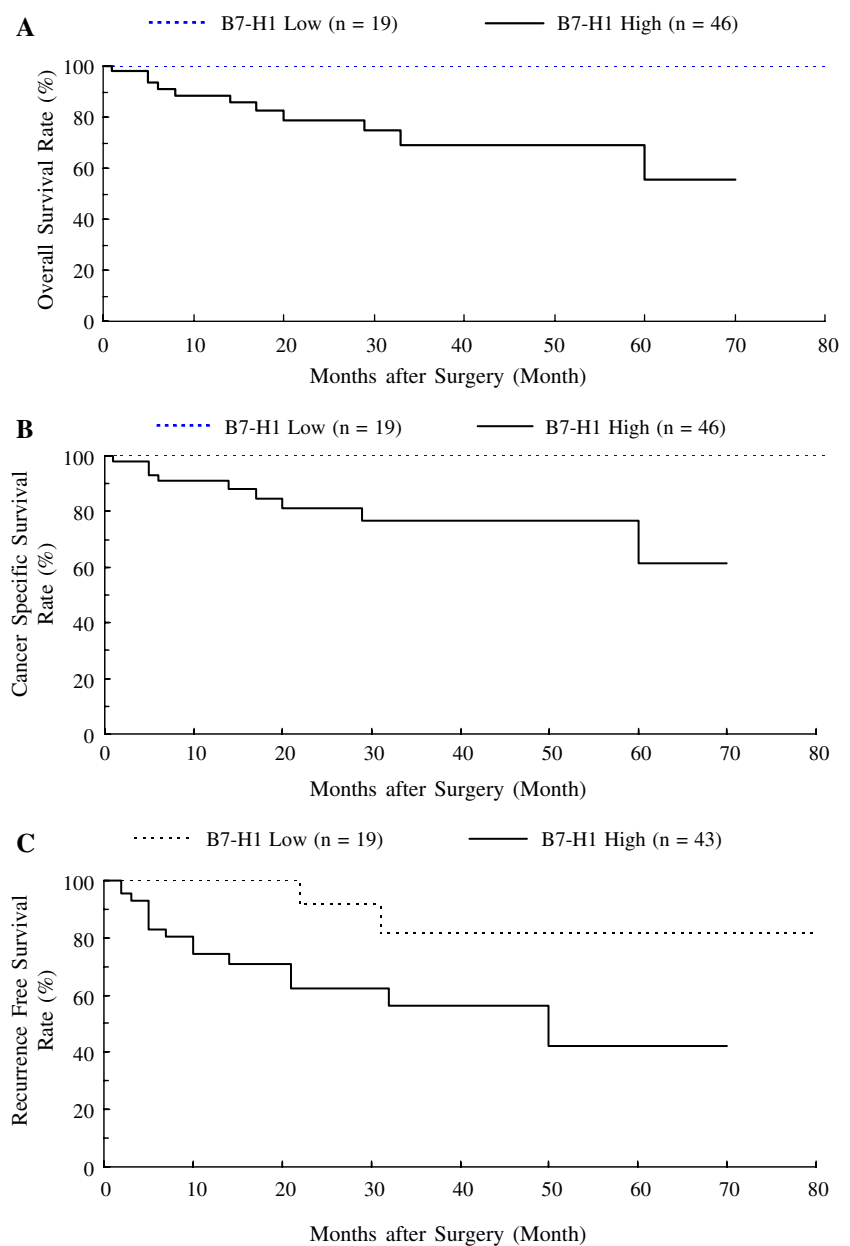 A
B7-H1 Low (n = 19) B7-H1 High (n = 46)
Overall Survival Rate (%)
100
80
60
40
20
0
0 10 20 30 40 50 60 70 80
Months after Surgery (Month)
B
B7-H1 Low (n = 19) B7-H1 High (n = 46)
Cancer Specific Survival
Rate (%)
100
80
60
40
20
0
0 10 20 30 40 50 60 70 80
Months after Surgery (Month)
C
B7-H1 Low (n = 19) B7-H1 High (n = 43)
Recurrence Free Survival
Rate (%)
100
80
60
40
20
0
0 10 20 30 40 50 60 70 80
Months after Surgery (Month)